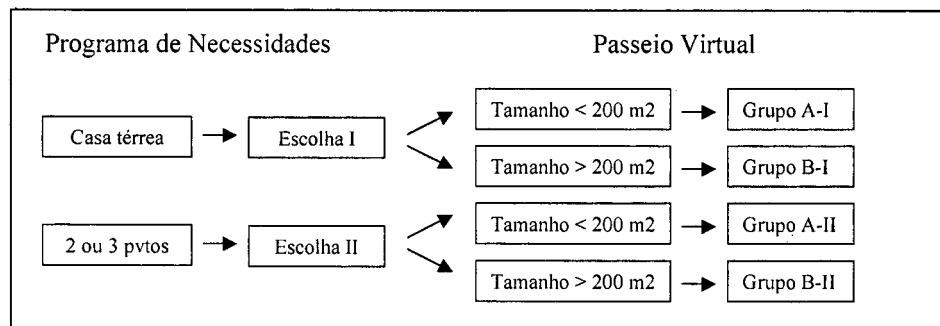 Programa de Necessidades
Passeio Virtual
Tamanho < 200 m2
Grupo A-I
Casa térrea
Escolha I
Tamanho > 200 m2
Grupo B-I
Tamanho < 200 m2
Grupo A-II
2 ou 3 pvtos
Escolha II
Tamanho > 200 m2
Grupo B-II